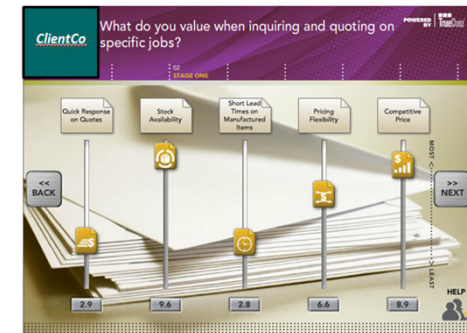 ClientCo
What do you value when inquiring and quoting on
specific jobs?
POWERED
BY
TrueChoice
02
STAGE ONE
Quick Response
on Quotes
Stock
Availability
Short Lead
Times on
Manufactured
Items
Pricing
Flexibility
Competitive
Price
<<
BACK
MOST <
> LEAST
>>
NEXT
HELP
2.9
9.6
2.8
6.6
8.9